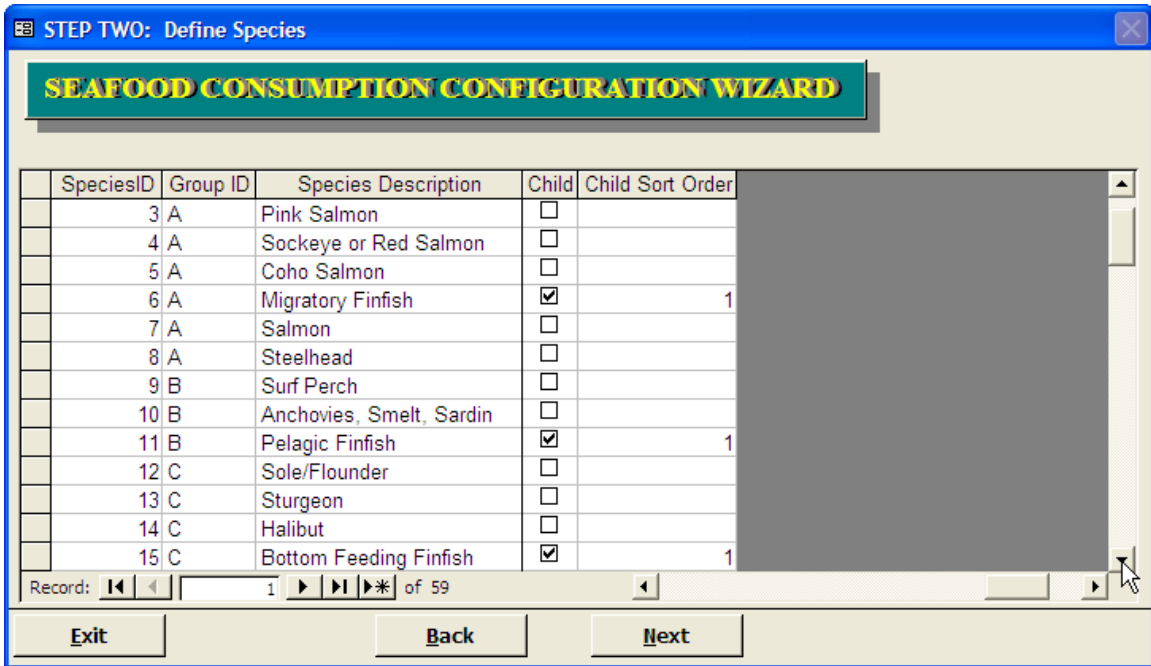 STEP TWO: Define Species
SEAFOOD CONSUMPTION CONFIGURATION WIZARD
SpeciesID Group ID Species Description Child Child Sort Order
3 A Pink Salmon
4 A Sockeye or Red Salmon
5 A Coho Salmon
6 A Migratory Finfish 1
7 A Salmon
8 A Steelhead
9 B Surf Perch
10 B Anchovies, Smelt, Sardin
11 B Pelagic Finfish 1
12 C Sole/Flounder
13 C Sturgeon
14 C Halibut
15 C Bottom Feeding Finfish 1
Record: 1 of 59
Exit Back Next